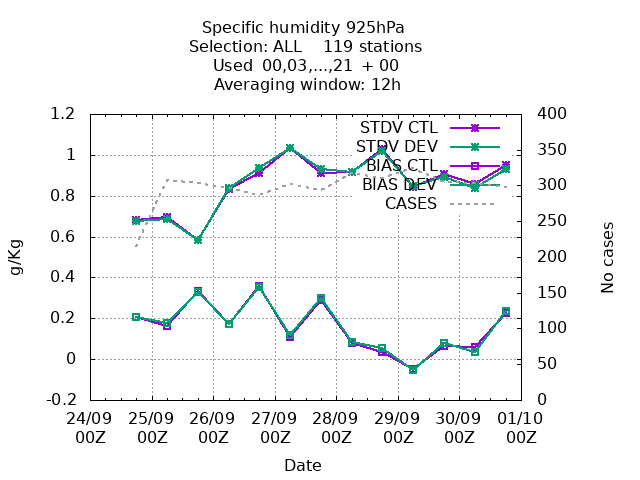 Specific humidity 925hPa
Selection: ALL    119 stations
Used  00,03,...,21  + 00
Averaging window: 12h
1.2
1
0.8
0.6
0.4
0.2
0
-0.2
g/Kg
400
350
300
250
200
150
100
50
0
No cases
STDV CTL
STDV DEV
BIAS CTL
BIAS DEV
CASES
24/09 25/09 26/09 27/09 28/09 29/09 30/09 01/10
00Z 00Z 00Z 00Z 00Z 00Z 00Z 00Z
Date